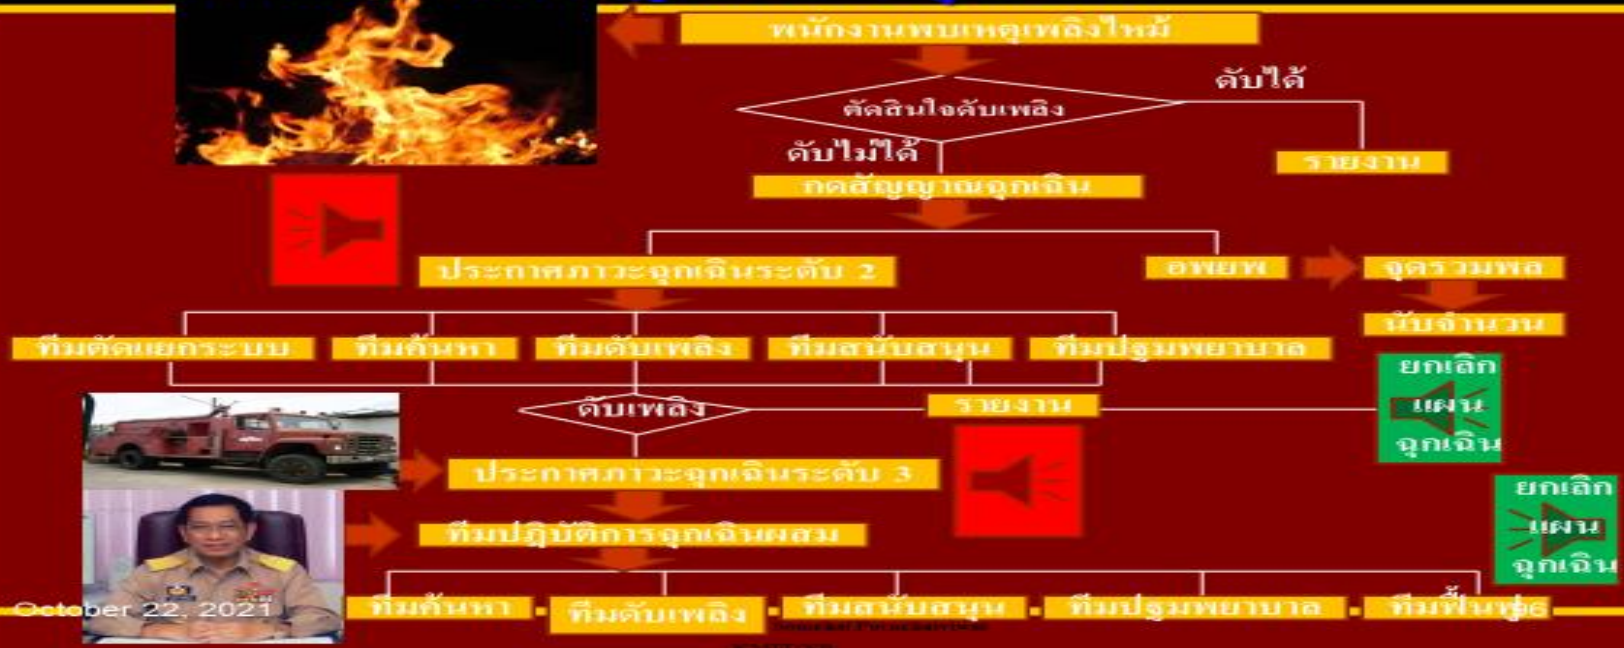 พนักงานพบเหตุเพลิงไหม้
ดับได้
ตัดสินใจดับเพลิง
ดับไม่ได้
รายงาน
กดสัญญาณฉุกเฉิน
ประกาศภาวะฉุกเฉินระดับ 2
อพยพ
จุดรวมพล
นับจำนวน
ทีมตัดแยกระบบ
ทีมค้นหา
ทีมดับเพลิง
ทีมสนับสนุน
ทีมปฐมพยาบาล
ยกเลิก
แผน
ฉุกเฉิน
ดับเพลิง
รายงาน
ประกาศภาวะฉุกเฉินระดับ 3
ยกเลิก
แผน
ฉุกเฉิน
ทีมปฎิบัติการฉุกเฉินผสม
October 22, 2021
ทีมค้นหา
ทีมดับเพลิง
ทีมสนับสนุน
ทีมปฐมพยาบาล
ทีมฟื้นฟู
96